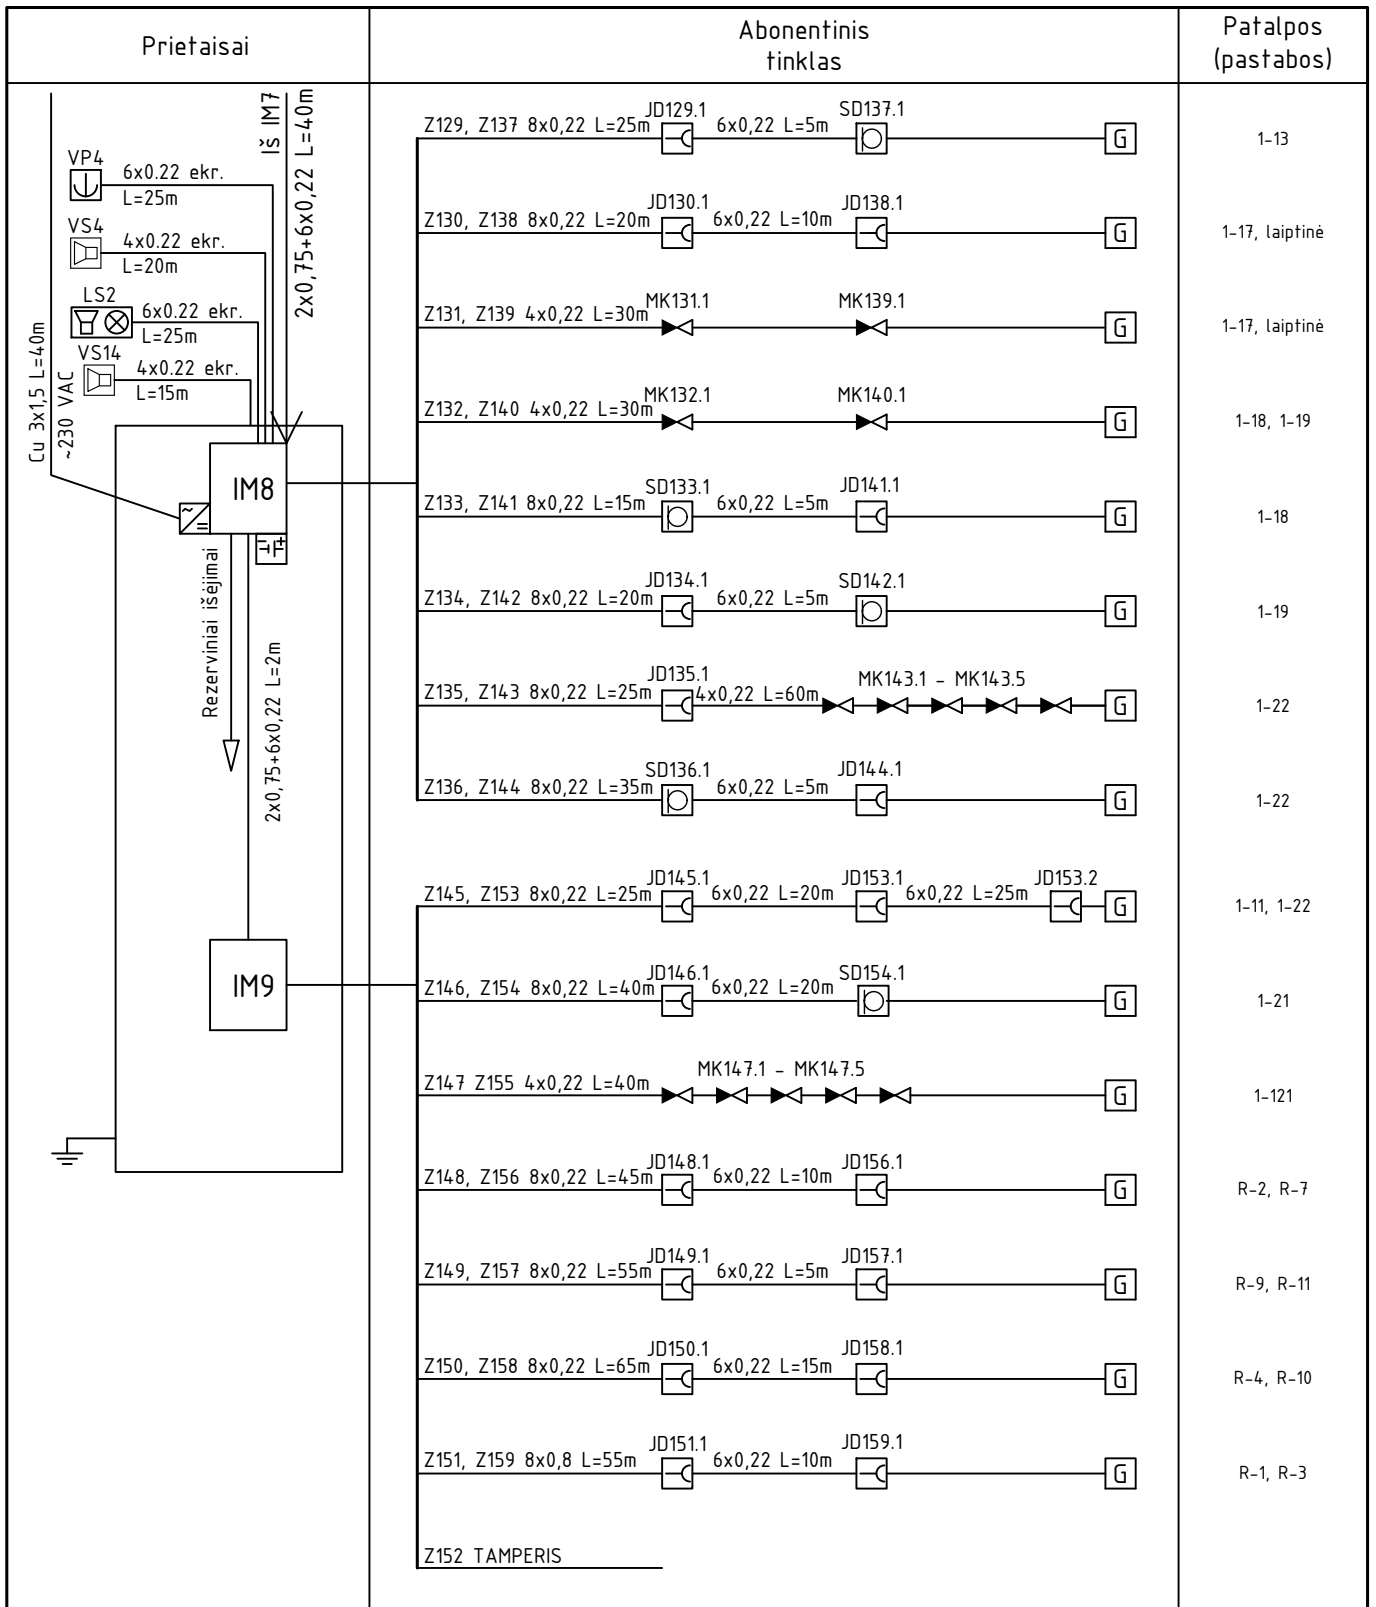 Prietaisai
Abonentinis
tinklas
Patalpos
(pastabos)
Cu 3x1,5 L=40m
~230 VAC
VP4
6x0.22 ekr.
L=25m
VS4
4x0.22 ekr.
L=20m
LS2
6x0.22 ekr.
L=25m
VS14
4x0.22 ekr.
L=15m
Iš IM7
2x0,75+6x0,22 L=40m
IM8
Rezerviniai išėjimai
2x0,75+6x0,22 L=2m
IM9
Z129, Z137 8x0,22 L=25m JD129.1 6x0,22 L=5m SD137.1 G 1-13
Z130, Z138 8x0,22 L=20m JD130.1 6x0,22 L=10m JD138.1 G 1-17, laiptinė
Z131, Z139 4x0,22 L=30m MK131.1 MK139.1 G 1-17, laiptinė
Z132, Z140 4x0,22 L=30m MK132.1 MK140.1 G 1-18, 1-19
Z133, Z141 8x0,22 L=15m SD133.1 6x0,22 L=5m JD141.1 G 1-18
Z134, Z142 8x0,22 L=20m JD134.1 6x0,22 L=5m SD142.1 G 1-19
Z135, Z143 8x0,22 L=25m JD135.1 4x0,22 L=60m MK143.1 - MK143.5 G 1-22
Z136, Z144 8x0,22 L=35m SD136.1 6x0,22 L=5m JD144.1 G 1-22
Z145, Z153 8x0,22 L=25m JD145.1 6x0,22 L=20m JD153.1 6x0,22 L=25m JD153.2 G 1-11, 1-22
Z146, Z154 8x0,22 L=40m JD146.1 6x0,22 L=20m SD154.1 G 1-21
Z147 Z155 4x0,22 L=40m MK147.1 - MK147.5 G 1-121
Z148, Z156 8x0,22 L=45m JD148.1 6x0,22 L=10m JD156.1 G R-2, R-7
Z149, Z157 8x0,22 L=55m JD149.1 6x0,22 L=5m JD157.1 G R-9, R-11
Z150, Z158 8x0,22 L=65m JD150.1 6x0,22 L=15m JD158.1 G R-4, R-10
Z151, Z159 8x0,8 L=55m JD151.1 6x0,22 L=10m JD159.1 G R-1, R-3
Z152 TAMPERIS